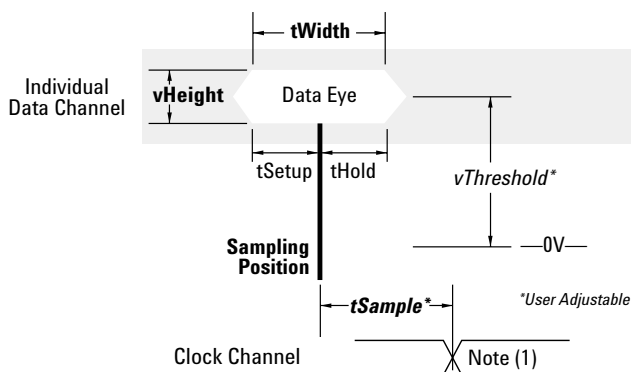 tWidth
Individual
Data Channel
vHeight
Data Eye
tSetup
tHold
vThreshold*
Sampling
Position
0V
tSample*
*User Adjustable
Clock Channel
Note (1)